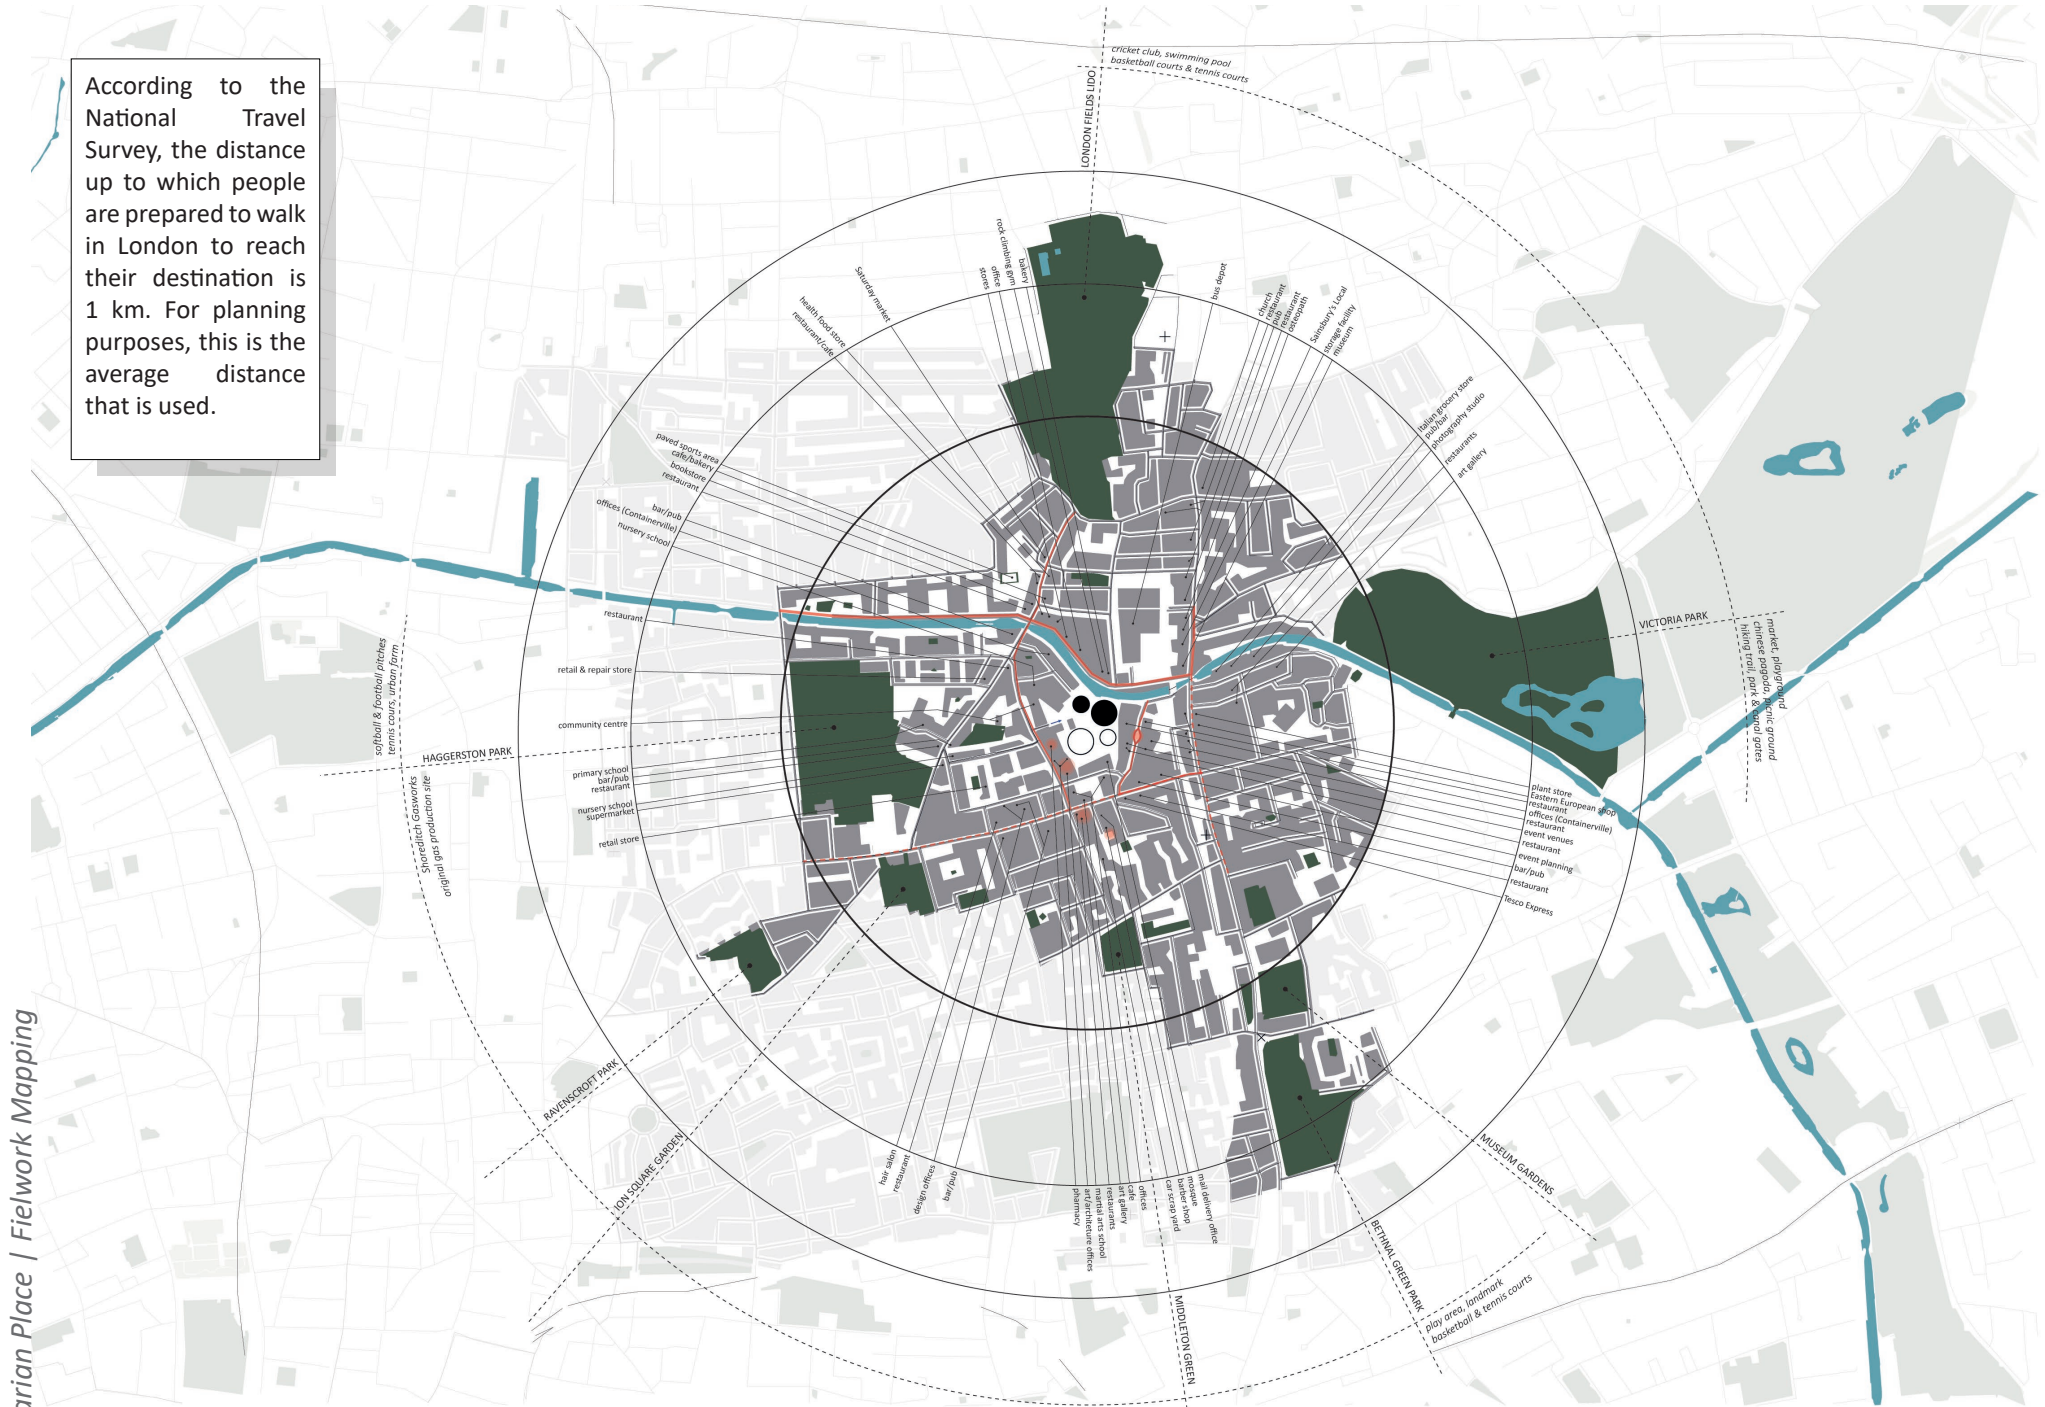 According to the
National Travel
Survey, the distance
up to which people
are prepared to walk
in London to reach
their destination is
1 km. For planning
purposes, this is the
average distance
that is used.
cricket club, swimming pool
basketball courts & tennis courts
LONDON FIELDS LIDO
stores
office
rock climbing gym
bakery
Saturday market
health food store
restaurant/cafe
bus depot
church
restaurant
pub
restaurant
osteopath
Sainsbury's Local
storage facility
museum
Italian grocery store
pub/bar
photography studio
restaurants
art gallery
paved sports area
cafe/bakery
bookstore
restaurant
bar/pub
offices (Containerville)
nursery school
restaurant
retail & repair store
community centre
primary school
bar/pub
restaurant
nursery school
supermarket
retail store
softball & football pitches
tennis cours, urban farm
HAGGERSTON PARK
Shoreditch Gasworks
original gas production site
VICTORIA PARK
market, playground
chinese pagoda, picnic ground
hiking trail, park & canal gates
plant store
Eastern European shop
restaurant
offices (Containerville)
restaurant
event venues
restaurant
event planning
bar/pub
restaurant
Tesco Express
RAVENSCROFT PARK
ION SQUARE GARDEN
hair salon
restaurant
design offices
bar/pub
pharmacy
art/architeture offices
martial arts school
restaurants
art gallery
cafe
offices
car scrap yard
barber shop
mosque
mail delivery office
MIDDLETON GREEN
BETHNAL GREEN PARK
MUSEUM GARDENS
play area, landmark
basketball & tennis courts
arian Place | Fielwork Mapping